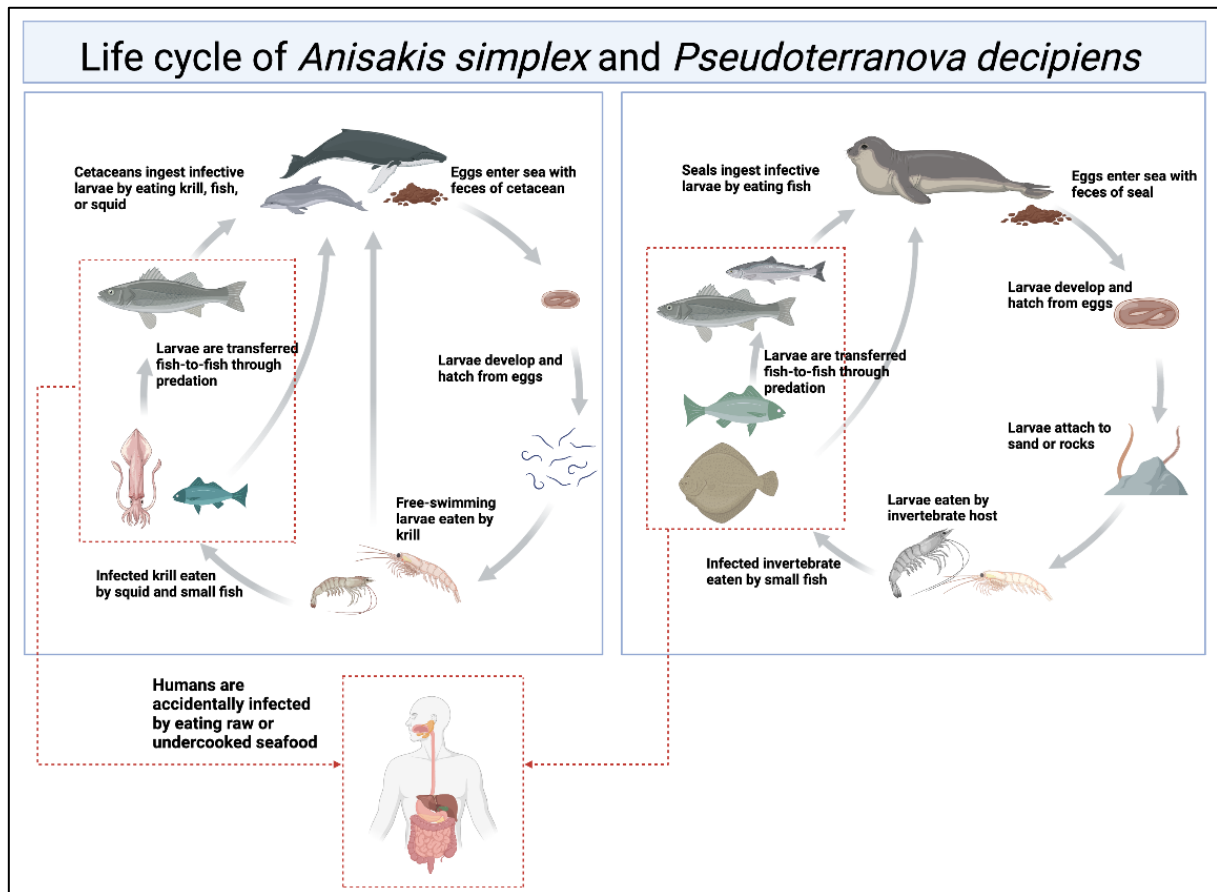 Life cycle of Anisakis simplex and Pseudoterranova decipiens
Cetaceans ingest infective
larvae by eating krill, fish,
or squid
Eggs enter sea with
feces of cetacean
Larvae are transferred
fish-to-fish through
predation
Larvae develop and
hatch from eggs
Free-swimming
larvae eaten by
krill
Infected krill eaten
by squid and small fish
Seals ingest infective
larvae by eating fish
Eggs enter sea with
feces of seal
Larvae develop and
hatch from eggs
Larvae are transferred
fish-to-fish through
predation
Larvae attach to
sand or rocks
Larvae eaten by
invertebrate host
Infected invertebrate
eaten by small fish
Humans are
accidentally infected
by eating raw or
undercooked seafood